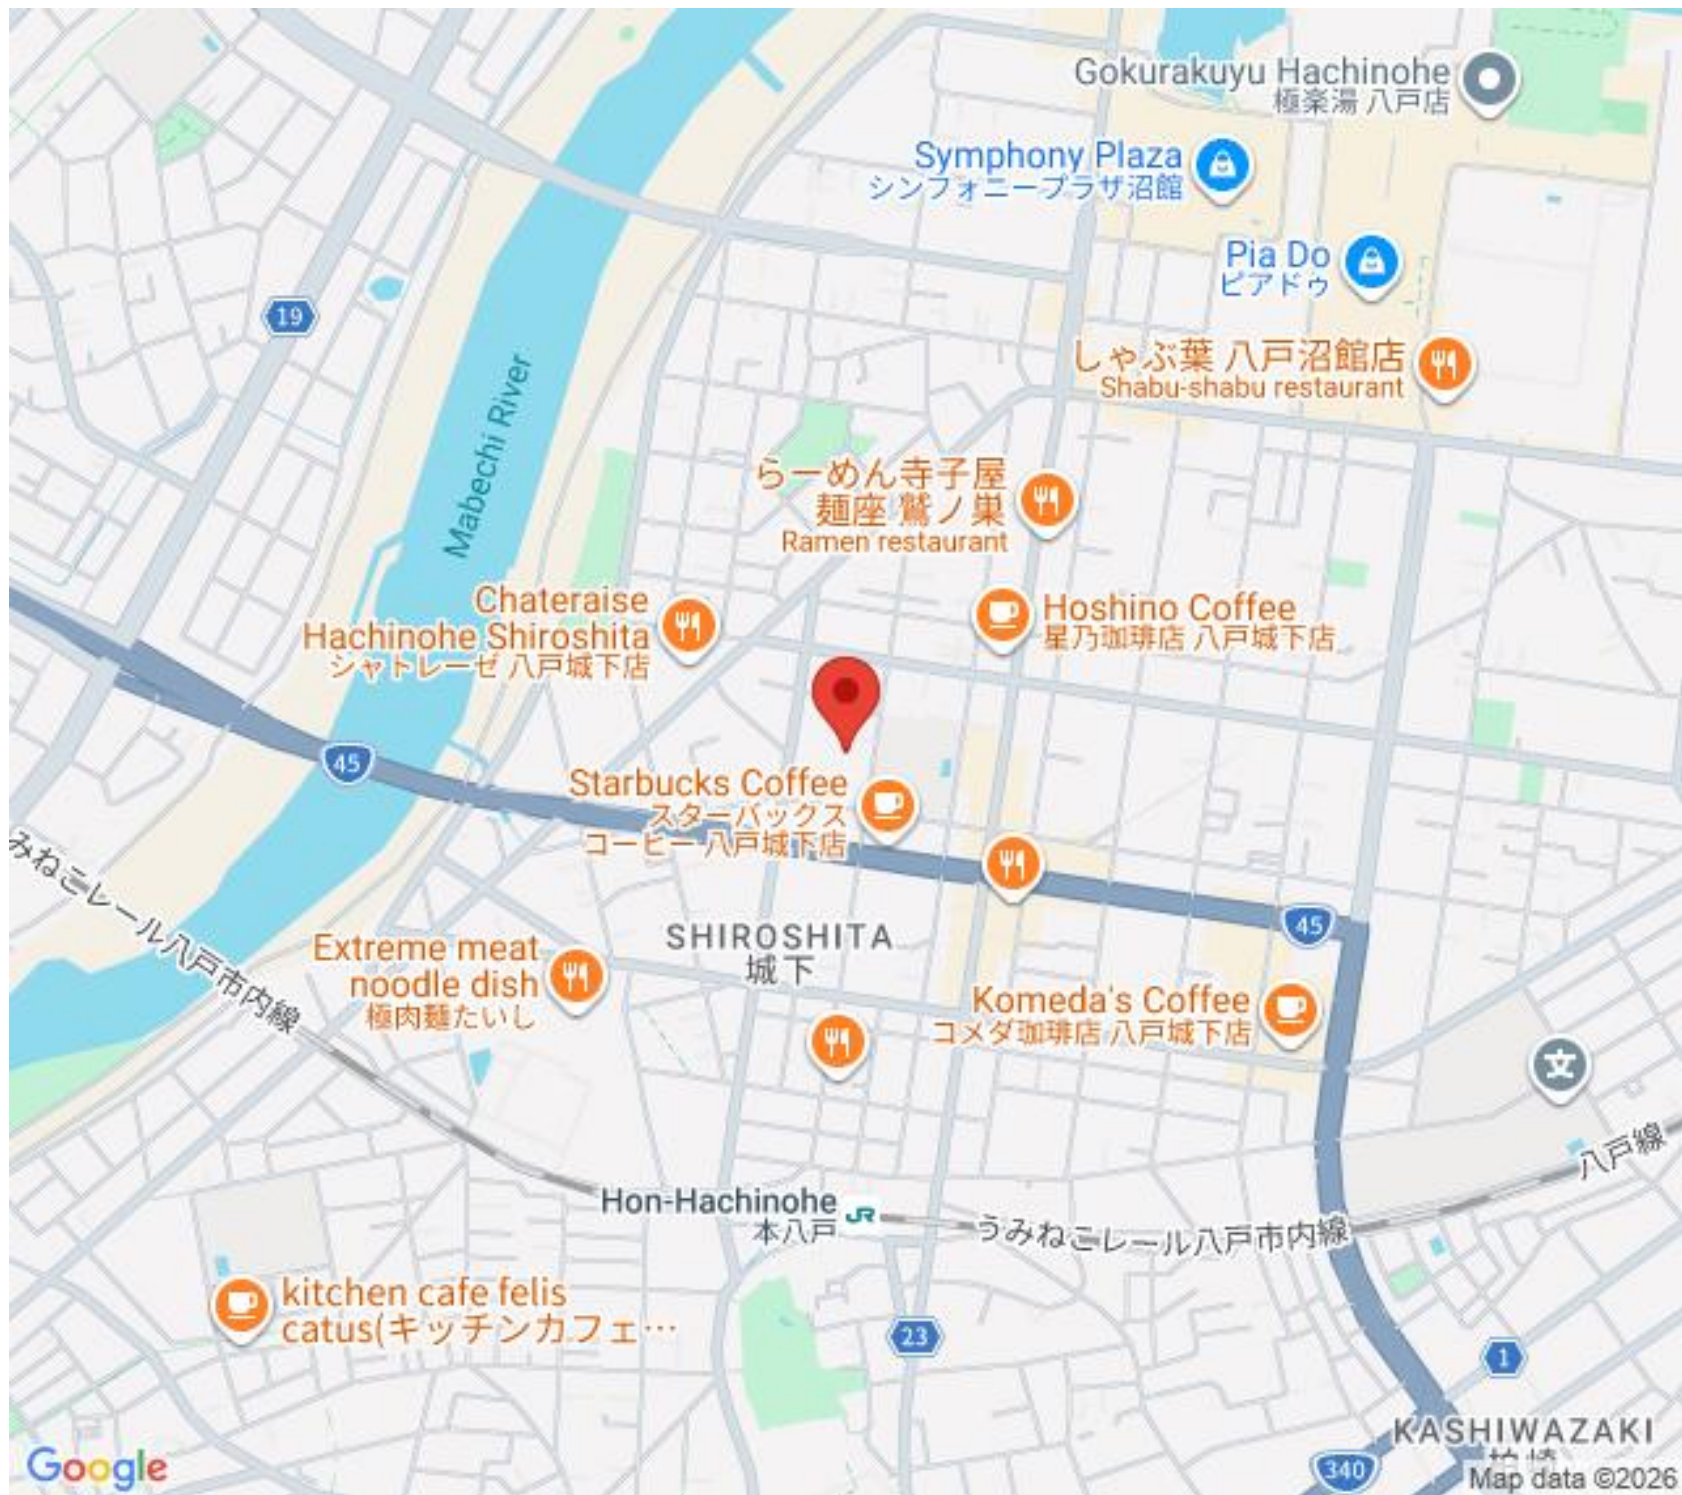 Gokurakuyu Hachinohe
極楽湯 八戸店
Symphony Plaza
シンフォニープラザ沼館
Pia Do
ピアドゥ
19
しゃぶ葉 八戸沼館店
Shabu-shabu restaurant
Mabechi River
らーめん寺子屋
麺座 鷲ノ巣
Ramen restaurant
Chateraise
Hachinohe Shiroshita
シャトレーゼ 八戸城下店
Hoshino Coffee
星乃珈琲店 八戸城下店
45
Starbucks Coffee
スターバックス
コーヒー 八戸城下店
45
うみねこレール八戸市内線
SHIROSHITA
城下
Extreme meat
noodle dish
極肉麺たいし
Komeda's Coffee
コメダ珈琲店 八戸城下店
文
八戸線
Hon-Hachinohe
本八戸
JR
うみねこレール八戸市内線
kitchen cafe felis
catus(キッチンカフェ…
23
1
KASHIWAZAKI
340
Google
Map data ©2026